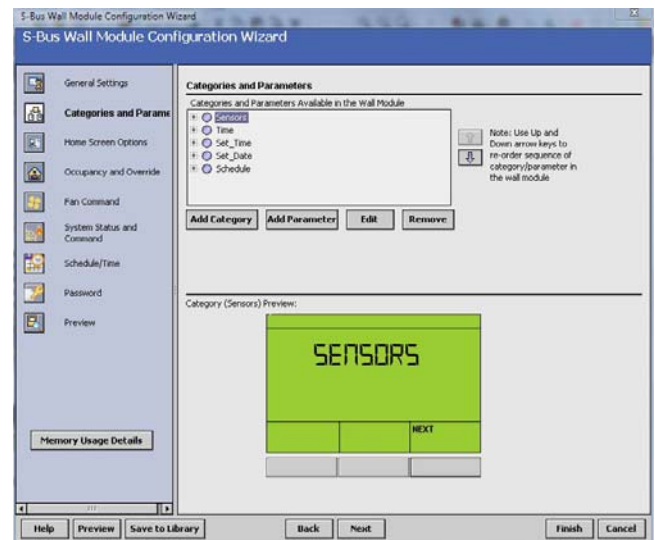 S-Bus Wall Module Configuration Wizard
S-Bus Wall Module Configuration Wizard
General Settings
Categories and Parame
Home Screen Options
Occupancy and Override
Fan Command
System Status and
Command
Schedule/Time
Password
Preview
Memory Usage Details
Categories and Parameters
Categories and Parameters Available in the Wall Module
Sensors
Time
Set_Time
Set_Date
Schedule
Note: Use Up and
Down arrow keys to
re-order sequence of
category/parameter in
the wall module
Add Category Add Parameter Edit Remove
Category (Sensors) Preview:
SENSORS
NEXT
Help Preview Save to Library Back Next Finish Cancel